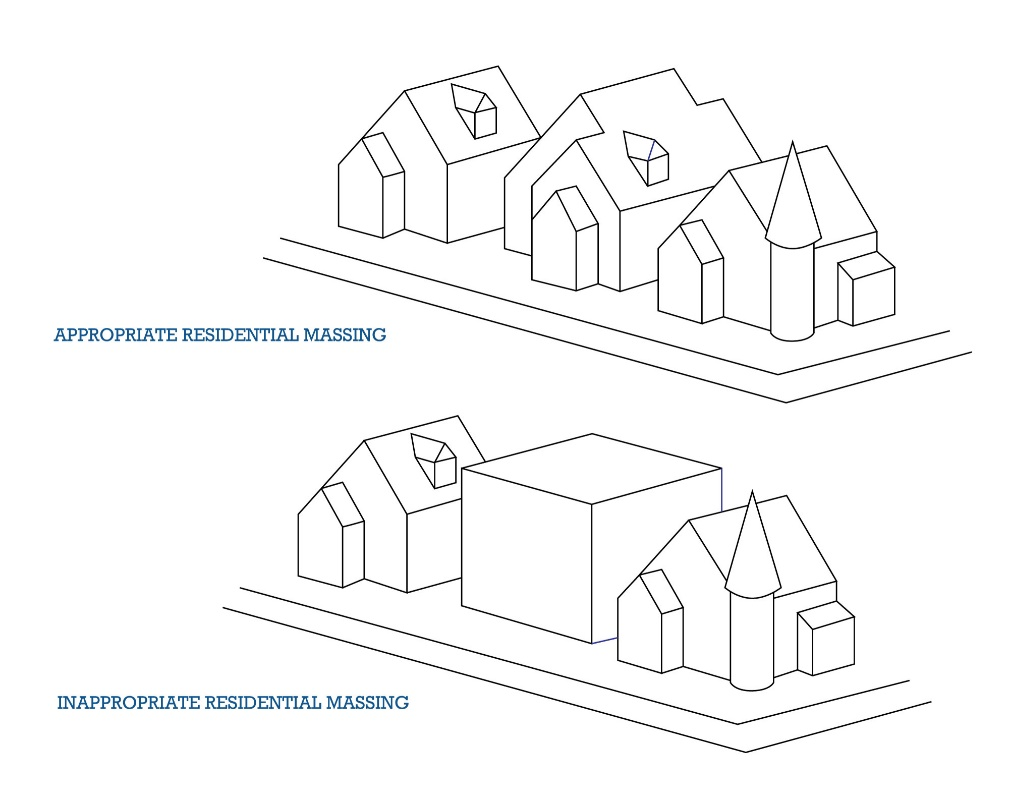 APPROPRIATE RESIDENTIAL MASSING
INAPPROPRIATE RESIDENTIAL MASSING